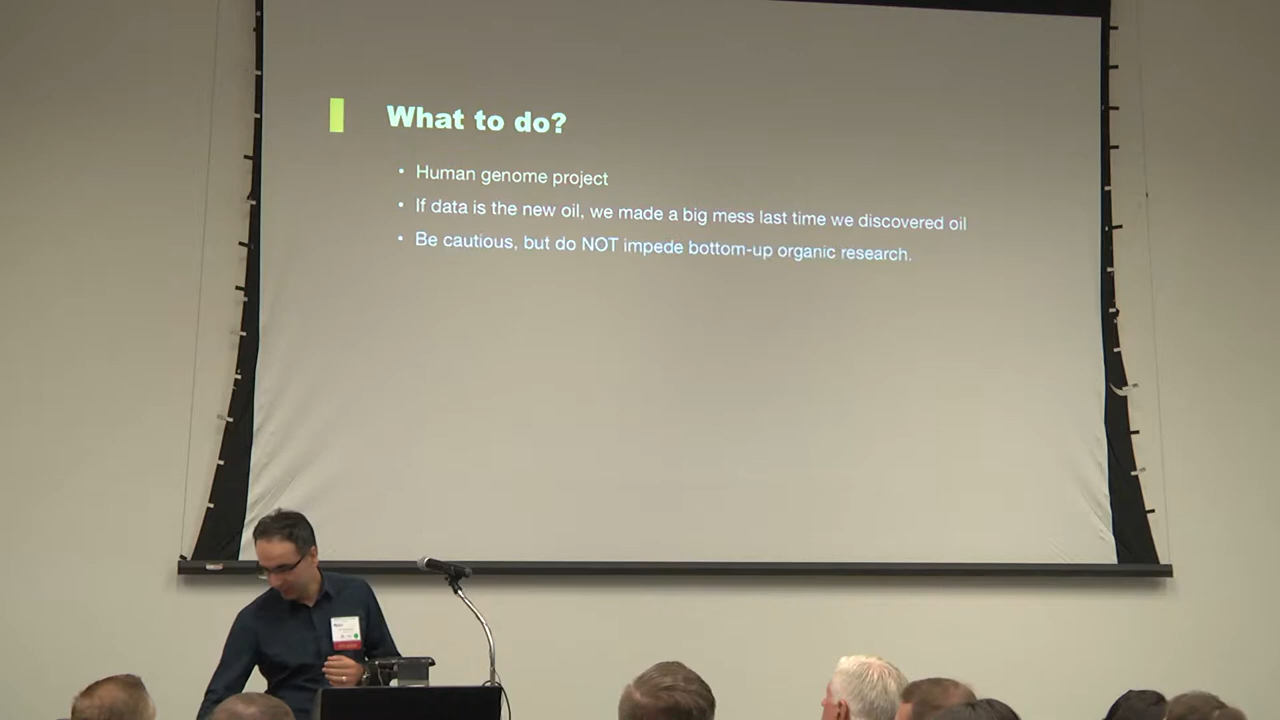 What to do?
• Human genome project
• If data is the new oil, we made a big mess last time we discovered oil
• Be cautious, but do NOT impede bottom-up organic research.